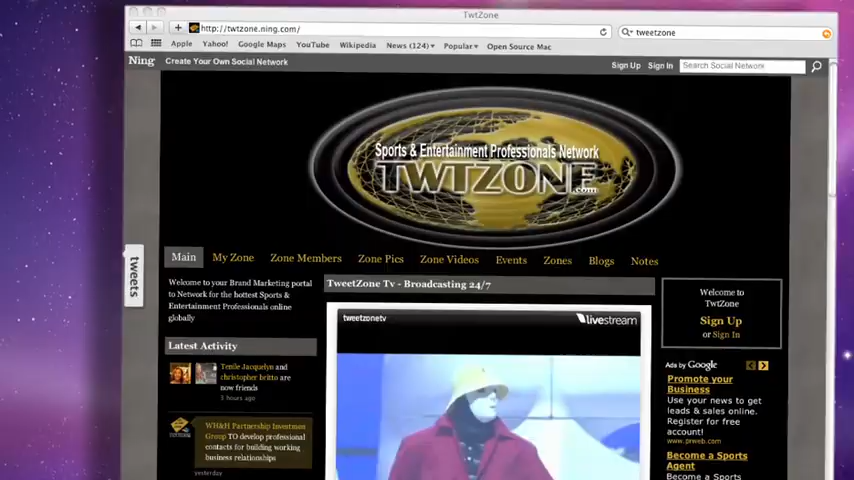 TwtZone
http://twtzone.ning.com/
tweetzone
Apple Yahoo! Google Maps YouTube Wikipedia News (124) Popular Open Source Mac
Ning Create Your Own Social Network
Sign Up Sign In Search Social Network
Sports & Entertainment Professionals Network
TWTZONE.com
Main My Zone Zone Members Zone Pics Zone Videos Events Zones Blogs Notes
tweets
Welcome to your Brand Marketing portal
to Network for the hottest Sports &
Entertainment Professionals online
globally
Latest Activity
Tenile Jacquelyn and
christopher britto are
now friends
3 hours ago
WH&H Partnership Investmen
Group TO develop professional
contacts for building working
business relationships
yesterday
TweetZone Tv - Broadcasting 24/7
tweetzonetv
livestream
Welcome to
TwtZone
Sign Up
or Sign In
Ads by Google
Promote your
Business
Use your news to get
leads & sales online.
Register for free
account!
www.prweb.com
Become a Sports
Agent
Become a Sports